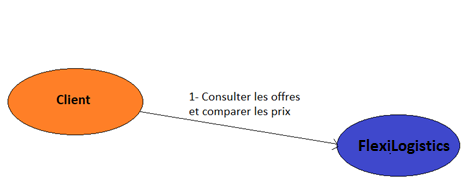 1- Consulter les offres
et comparer les prix
Client
FlexiLogistics